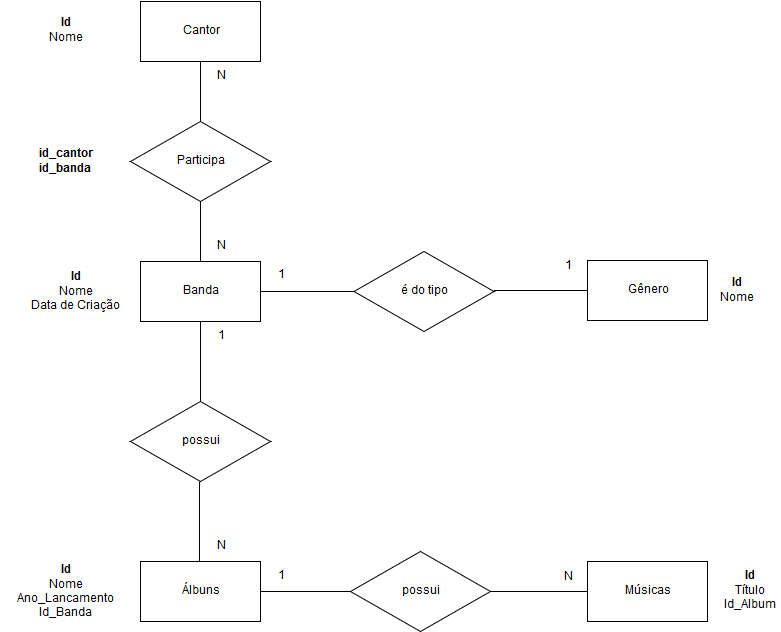 Id
Nome
Cantor
N
id_cantor
id_banda
Participa
N
Id
Nome
Data de Criação
Banda
1
é do tipo
1
Gênero
Id
Nome
1
possui
N
Id
Nome
Ano_Lancamento
Id_Banda
Álbuns
1
possui
N
Músicas
Id
Título
Id_Album